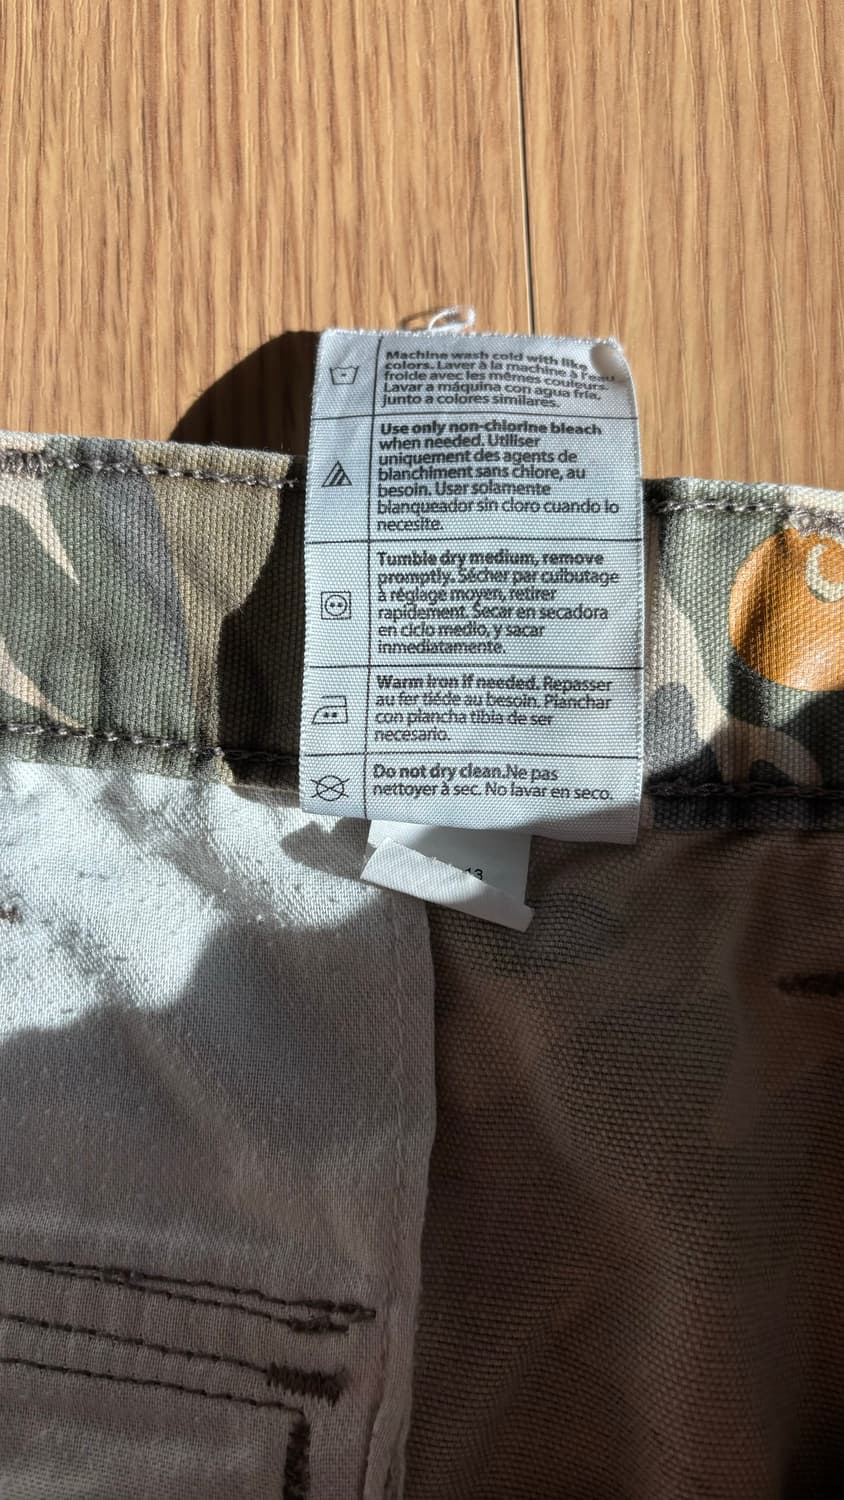 Machine wash cold with like
colors. Laver à la machine à l'eau
froide avec les mêmes couleurs.
Lavar a máquina con agua fría,
junto a colores similares.
Use only non-chlorine bleach
when needed. Utiliser
uniquement des agents de
blanchiment sans chlore, au
besoin. Usar solamente
blanqueador sin cloro cuando lo
necesite.
Tumble dry medium, remove
promptly. Sécher par culbutage
à réglage moyen, retirer
rapidement. Secar en secadora
en ciclo medio, y sacar
inmediatamente.
Warm iron if needed. Repasser
au fer tiéde au besoin. Planchar
con plancha tibia de ser
necesario.
Do not dry clean.Ne pas
nettoyer à sec. No lavar en seco.
13